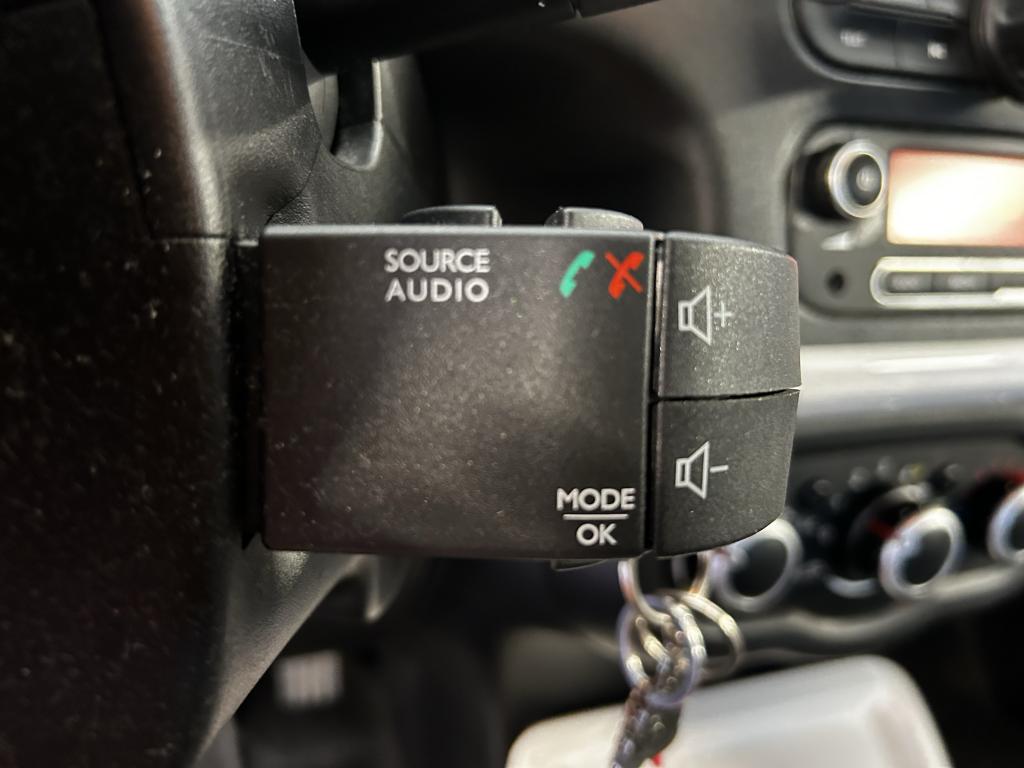 SOURCE
AUDIO
+
-
MODE
OK